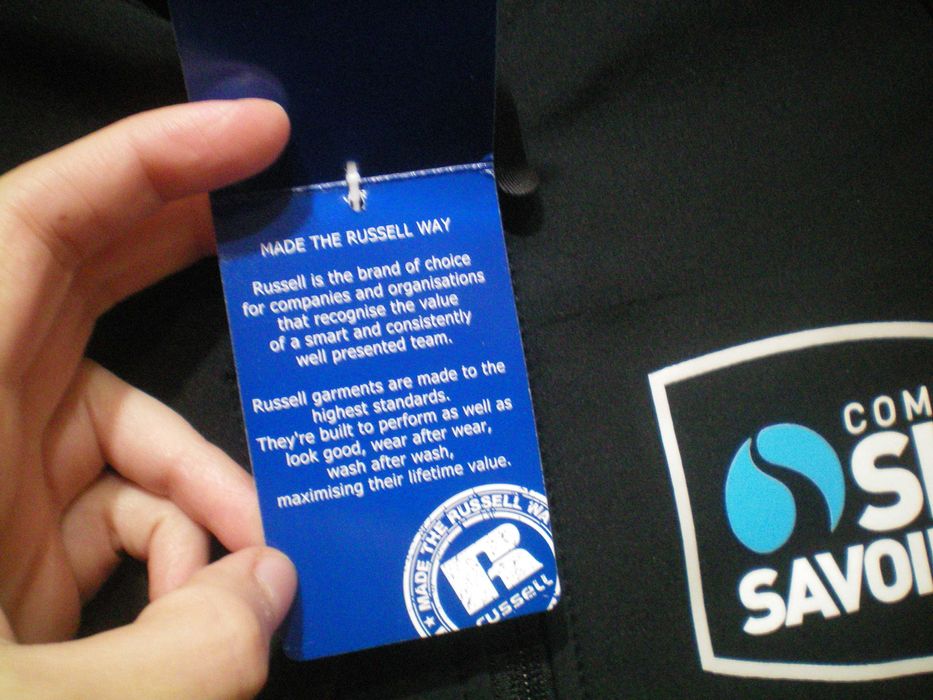 MADE THE RUSSELL WAY
Russell is the brand of choice
for companies and organisations
that recognise the value
of a smart and consistently
well presented team.
Russell garments are made to the
highest standards.
They're built to perform as well as
look good, wear after wear,
wash after wash,
maximising their lifetime value.
MADE THE RUSSELL WA
R
RUSSELL
COM
S
SAVOI